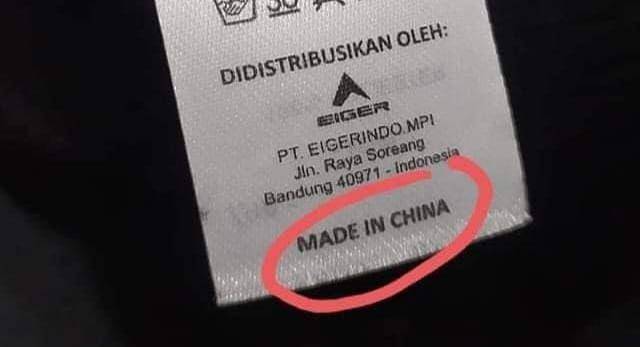 DIDISTRIBUSIKAN OLEH:
EIGER
PT. EIGERINDO.MPI
Jln. Raya Soreang
Bandung 40971 - Indonesia
MADE IN CHINA